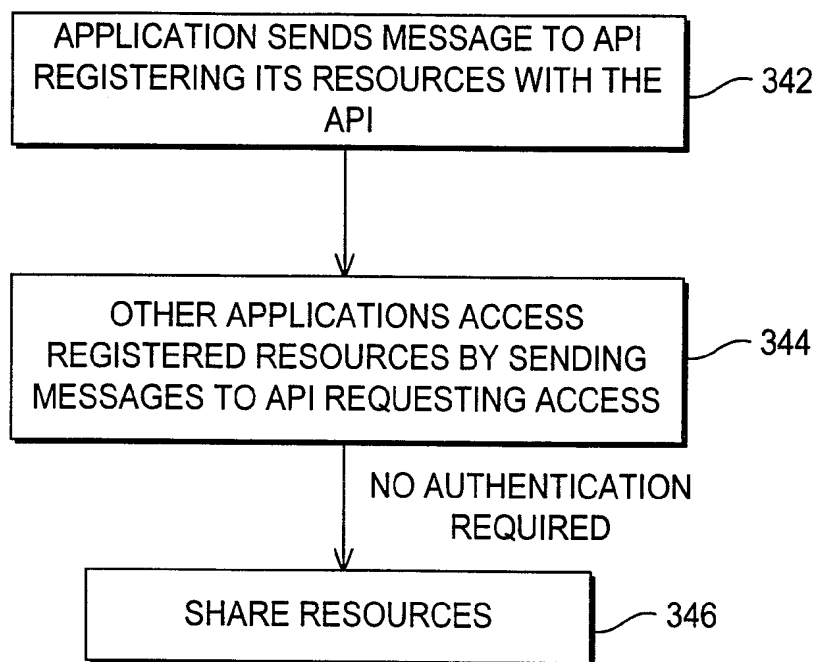 APPLICATION SENDS MESSAGE TO API
REGISTERING ITS RESOURCES WITH THE
API
342
OTHER APPLICATIONS ACCESS
REGISTERED RESOURCES BY SENDING
MESSAGES TO API REQUESTING ACCESS
344
NO AUTHENTICATION
REQUIRED
SHARE RESOURCES
346